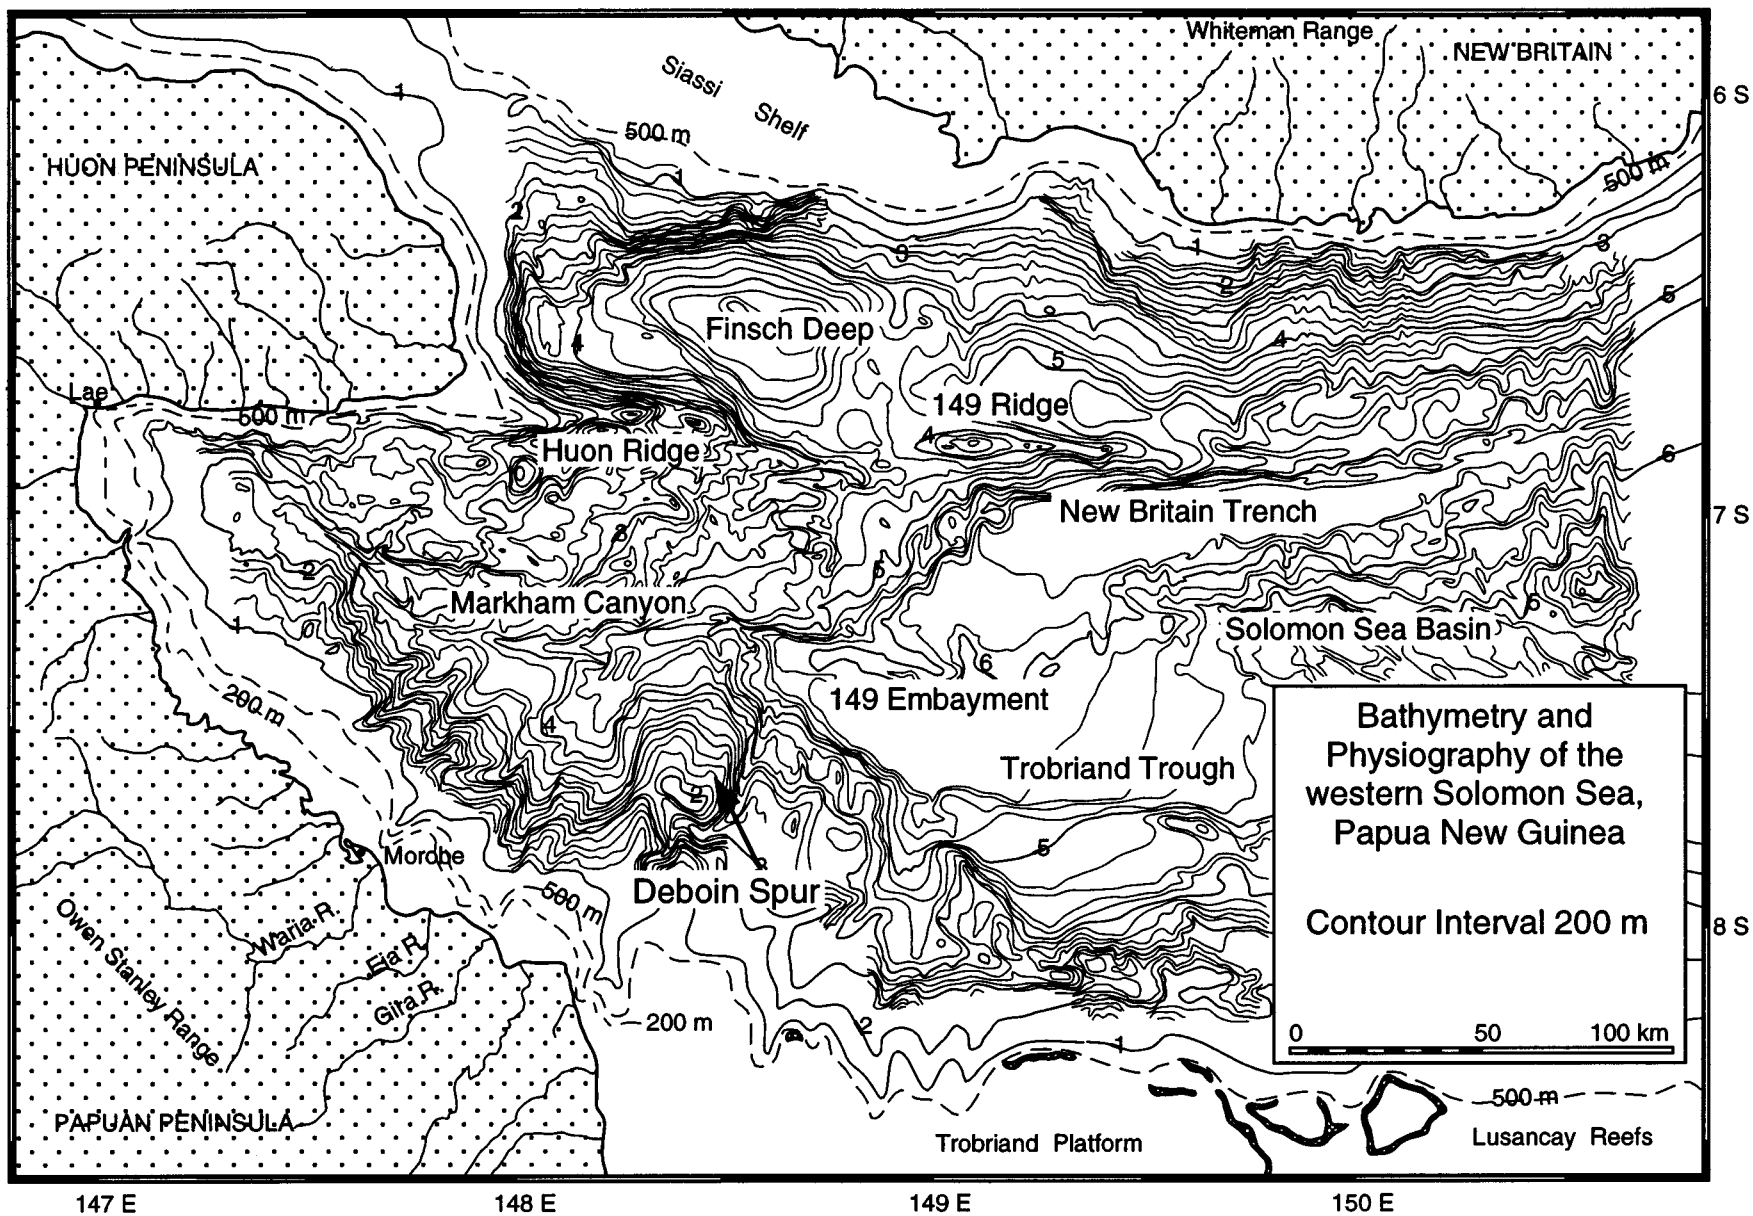 Whiteman Range
NEW BRITAIN
6 S
Siassi
Shelf
1
500 m
HUON PENINSULA
1
500 m
2
3
1
3
2
5
Finsch Deep
4
4
5
Lae
500 m
149 Ridge
4
Huon Ridge
6
New Britain Trench
7 S
3
5
2
Markham Canyon
6
1
Solomon Sea Basin
6
200 m
149 Embayment
4
Bathymetry and
Physiography of the
western Solomon Sea,
Papua New Guinea
Trobriand Trough
2
5
Morobe
3
Deboin Spur
500 m
Contour Interval 200 m
8 S
Owen Stanley Range
Waria R.
Eia R.
Gira R.
200 m
2
1
0 50 100 km
500 m
PAPUAN PENINSULA
Trobriand Platform
Lusancay Reefs
147 E 148 E 149 E 150 E